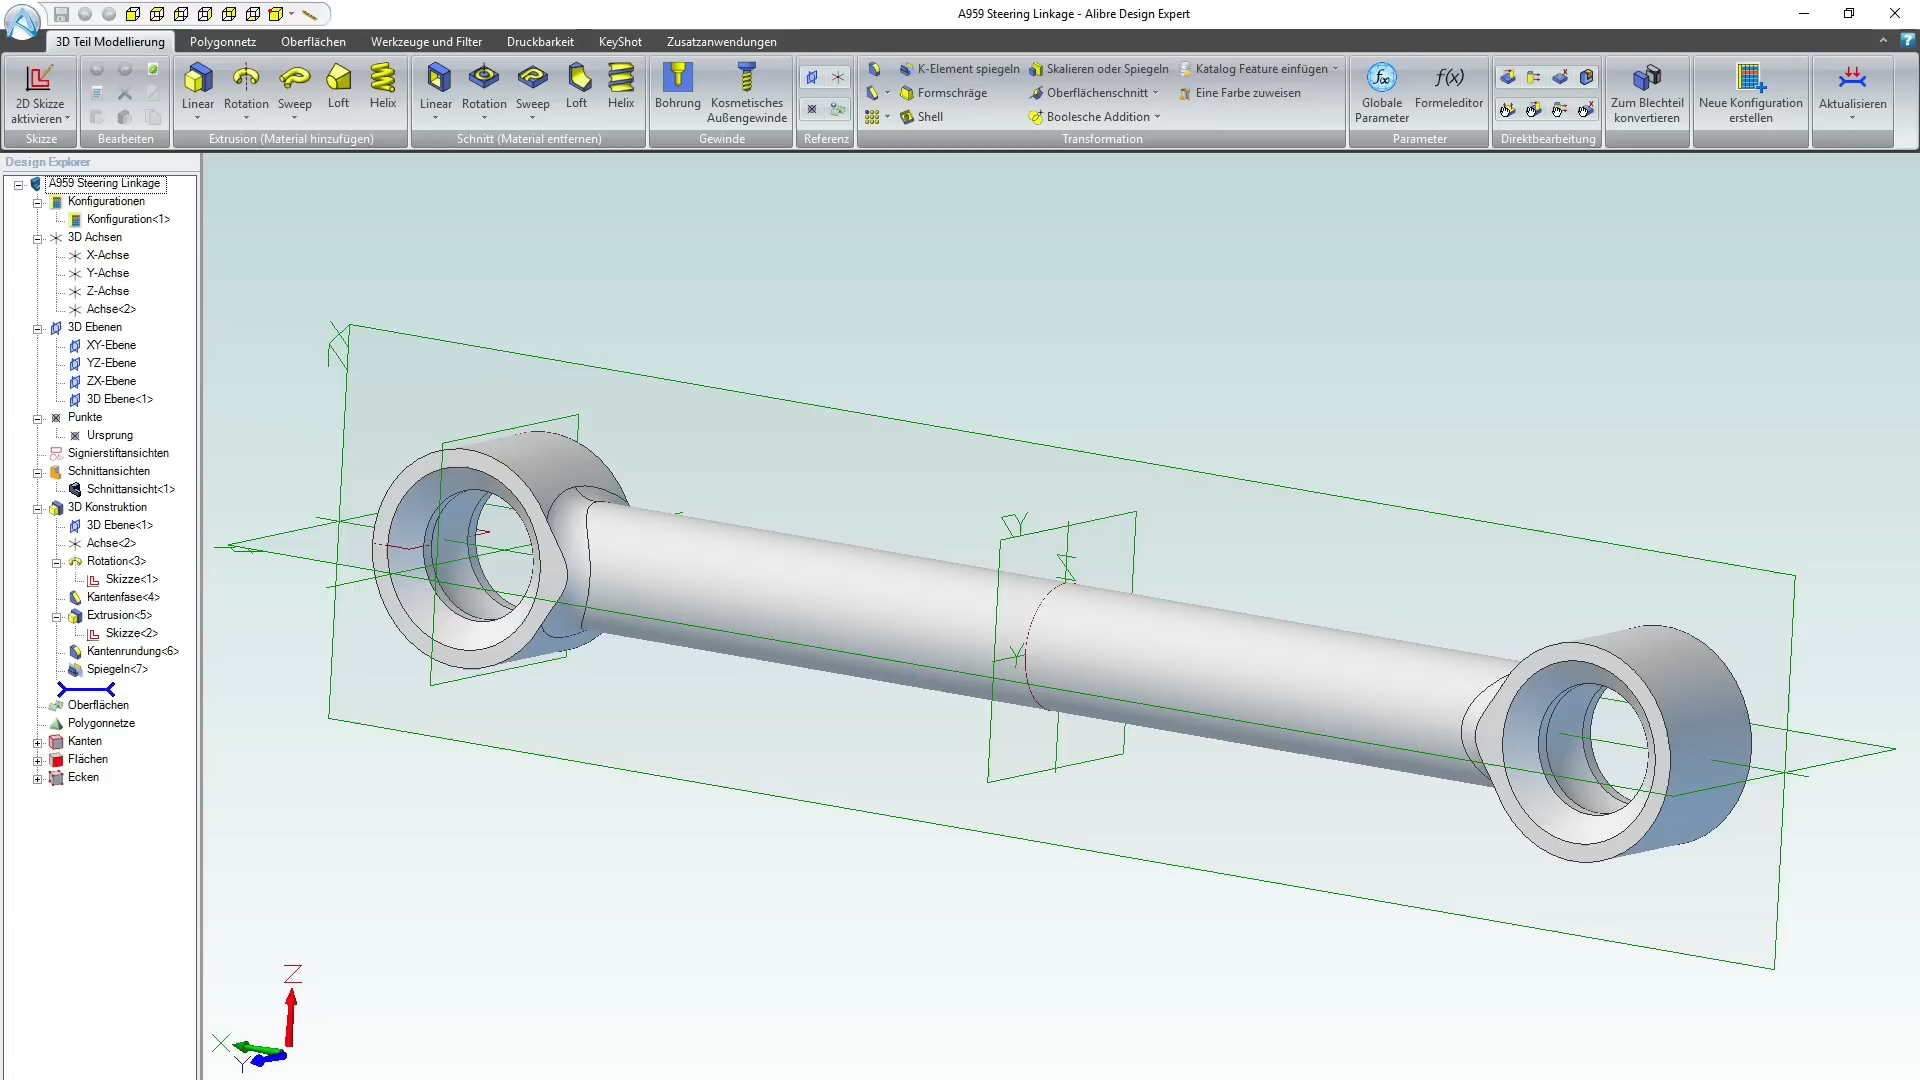 A959 Steering Linkage - Alibre Design Expert
3D Teil Modellierung Polygonnetz Oberflächen Werkzeuge und Filter Druckbarkeit KeyShot Zusatzanwendungen
2D Skizze aktivieren
Skizze
Bearbeiten
Linear Rotation Sweep Loft Helix
Extrusion (Material hinzufügen)
Linear Rotation Sweep Loft Helix
Schnitt (Material entfernen)
Bohrung Kosmetisches Außengewinde
Gewinde
Referenz
K-Element spiegeln Skalieren oder Spiegeln Katalog Feature einfügen
Formschräge Oberflächenschnitt Eine Farbe zuweisen
Shell Boolesche Addition
Transformation
f∞ f(x)
Globale Parameter Formeleditor
Parameter
Direktbearbeitung
Zum Blechteil konvertieren
Neue Konfiguration erstellen
Aktualisieren
Design Explorer
A959 Steering Linkage
Konfigurationen
Konfiguration<1>
3D Achsen
X-Achse
Y-Achse
Z-Achse
Achse<2>
3D Ebenen
XY-Ebene
YZ-Ebene
ZX-Ebene
3D Ebene<1>
Punkte
Ursprung
Signierstiftansichten
Schnittansichten
Schnittansicht<1>
3D Konstruktion
3D Ebene<1>
Achse<2>
Rotation<3>
Skizze<1>
Kantenfase<4>
Extrusion<5>
Skizze<2>
Kantenrundung<6>
Spiegeln<7>
Oberflächen
Polygonnetze
Kanten
Flächen
Ecken
Z
X
Y